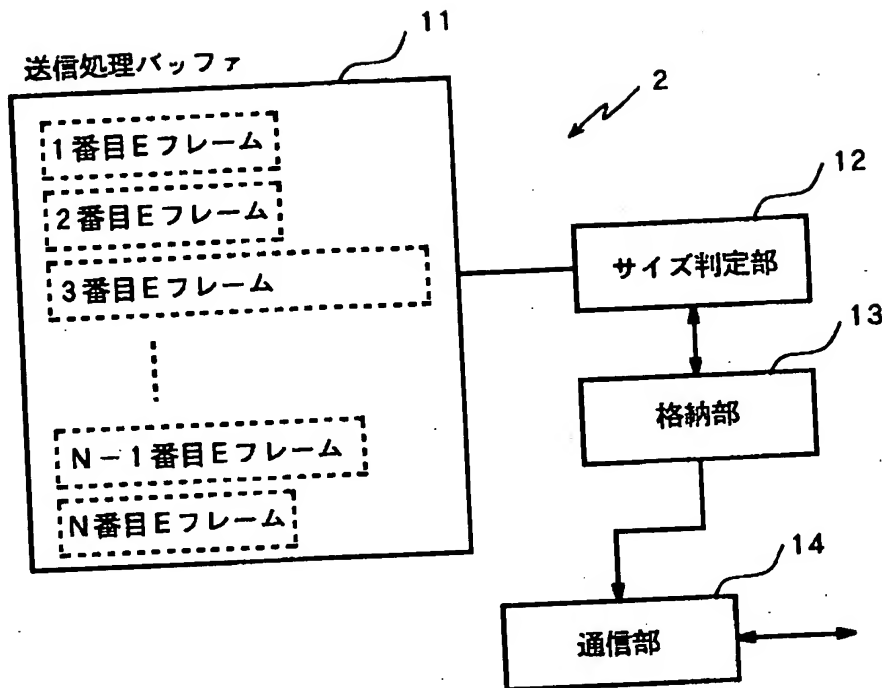 11
送信処理バッファ
2
1番目Eフレーム
2番目Eフレーム
3番目Eフレーム
N-1番目Eフレーム
N番目Eフレーム
12
サイズ判定部
13
格納部
14
通信部